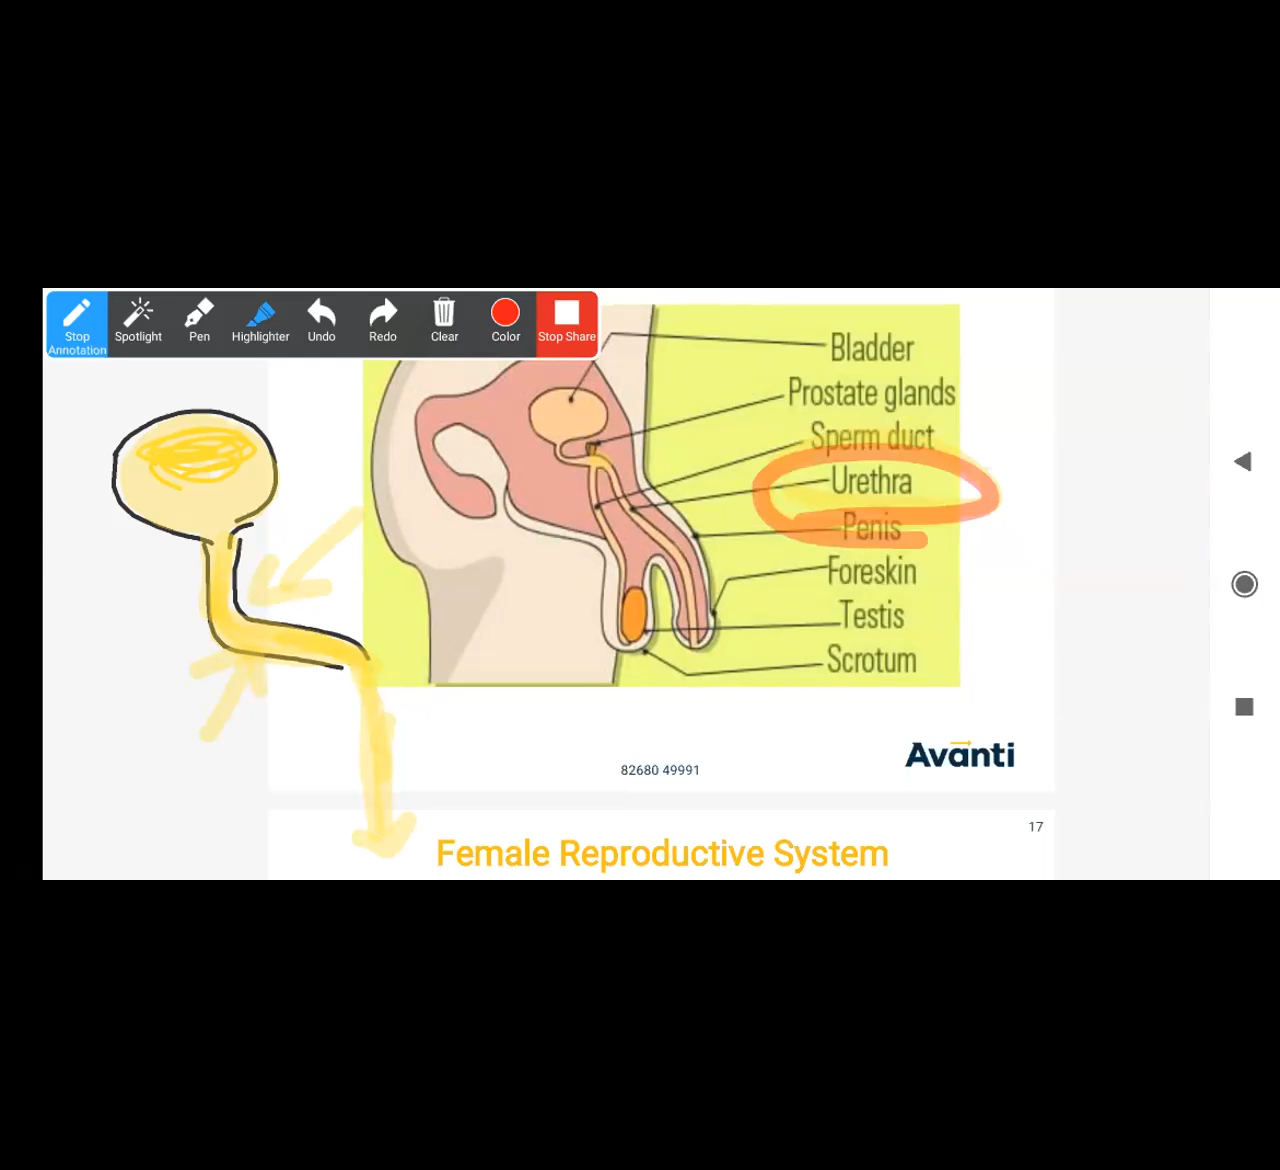 Stop
Annotation
Spotlight
Pen
Highlighter
Undo
Redo
Clear
Color
Stop Share
Bladder
Prostate glands
Sperm duct
Urethra
Penis
Foreskin
Testis
Scrotum
82680 49991
Avanti
17
Female Reproductive System